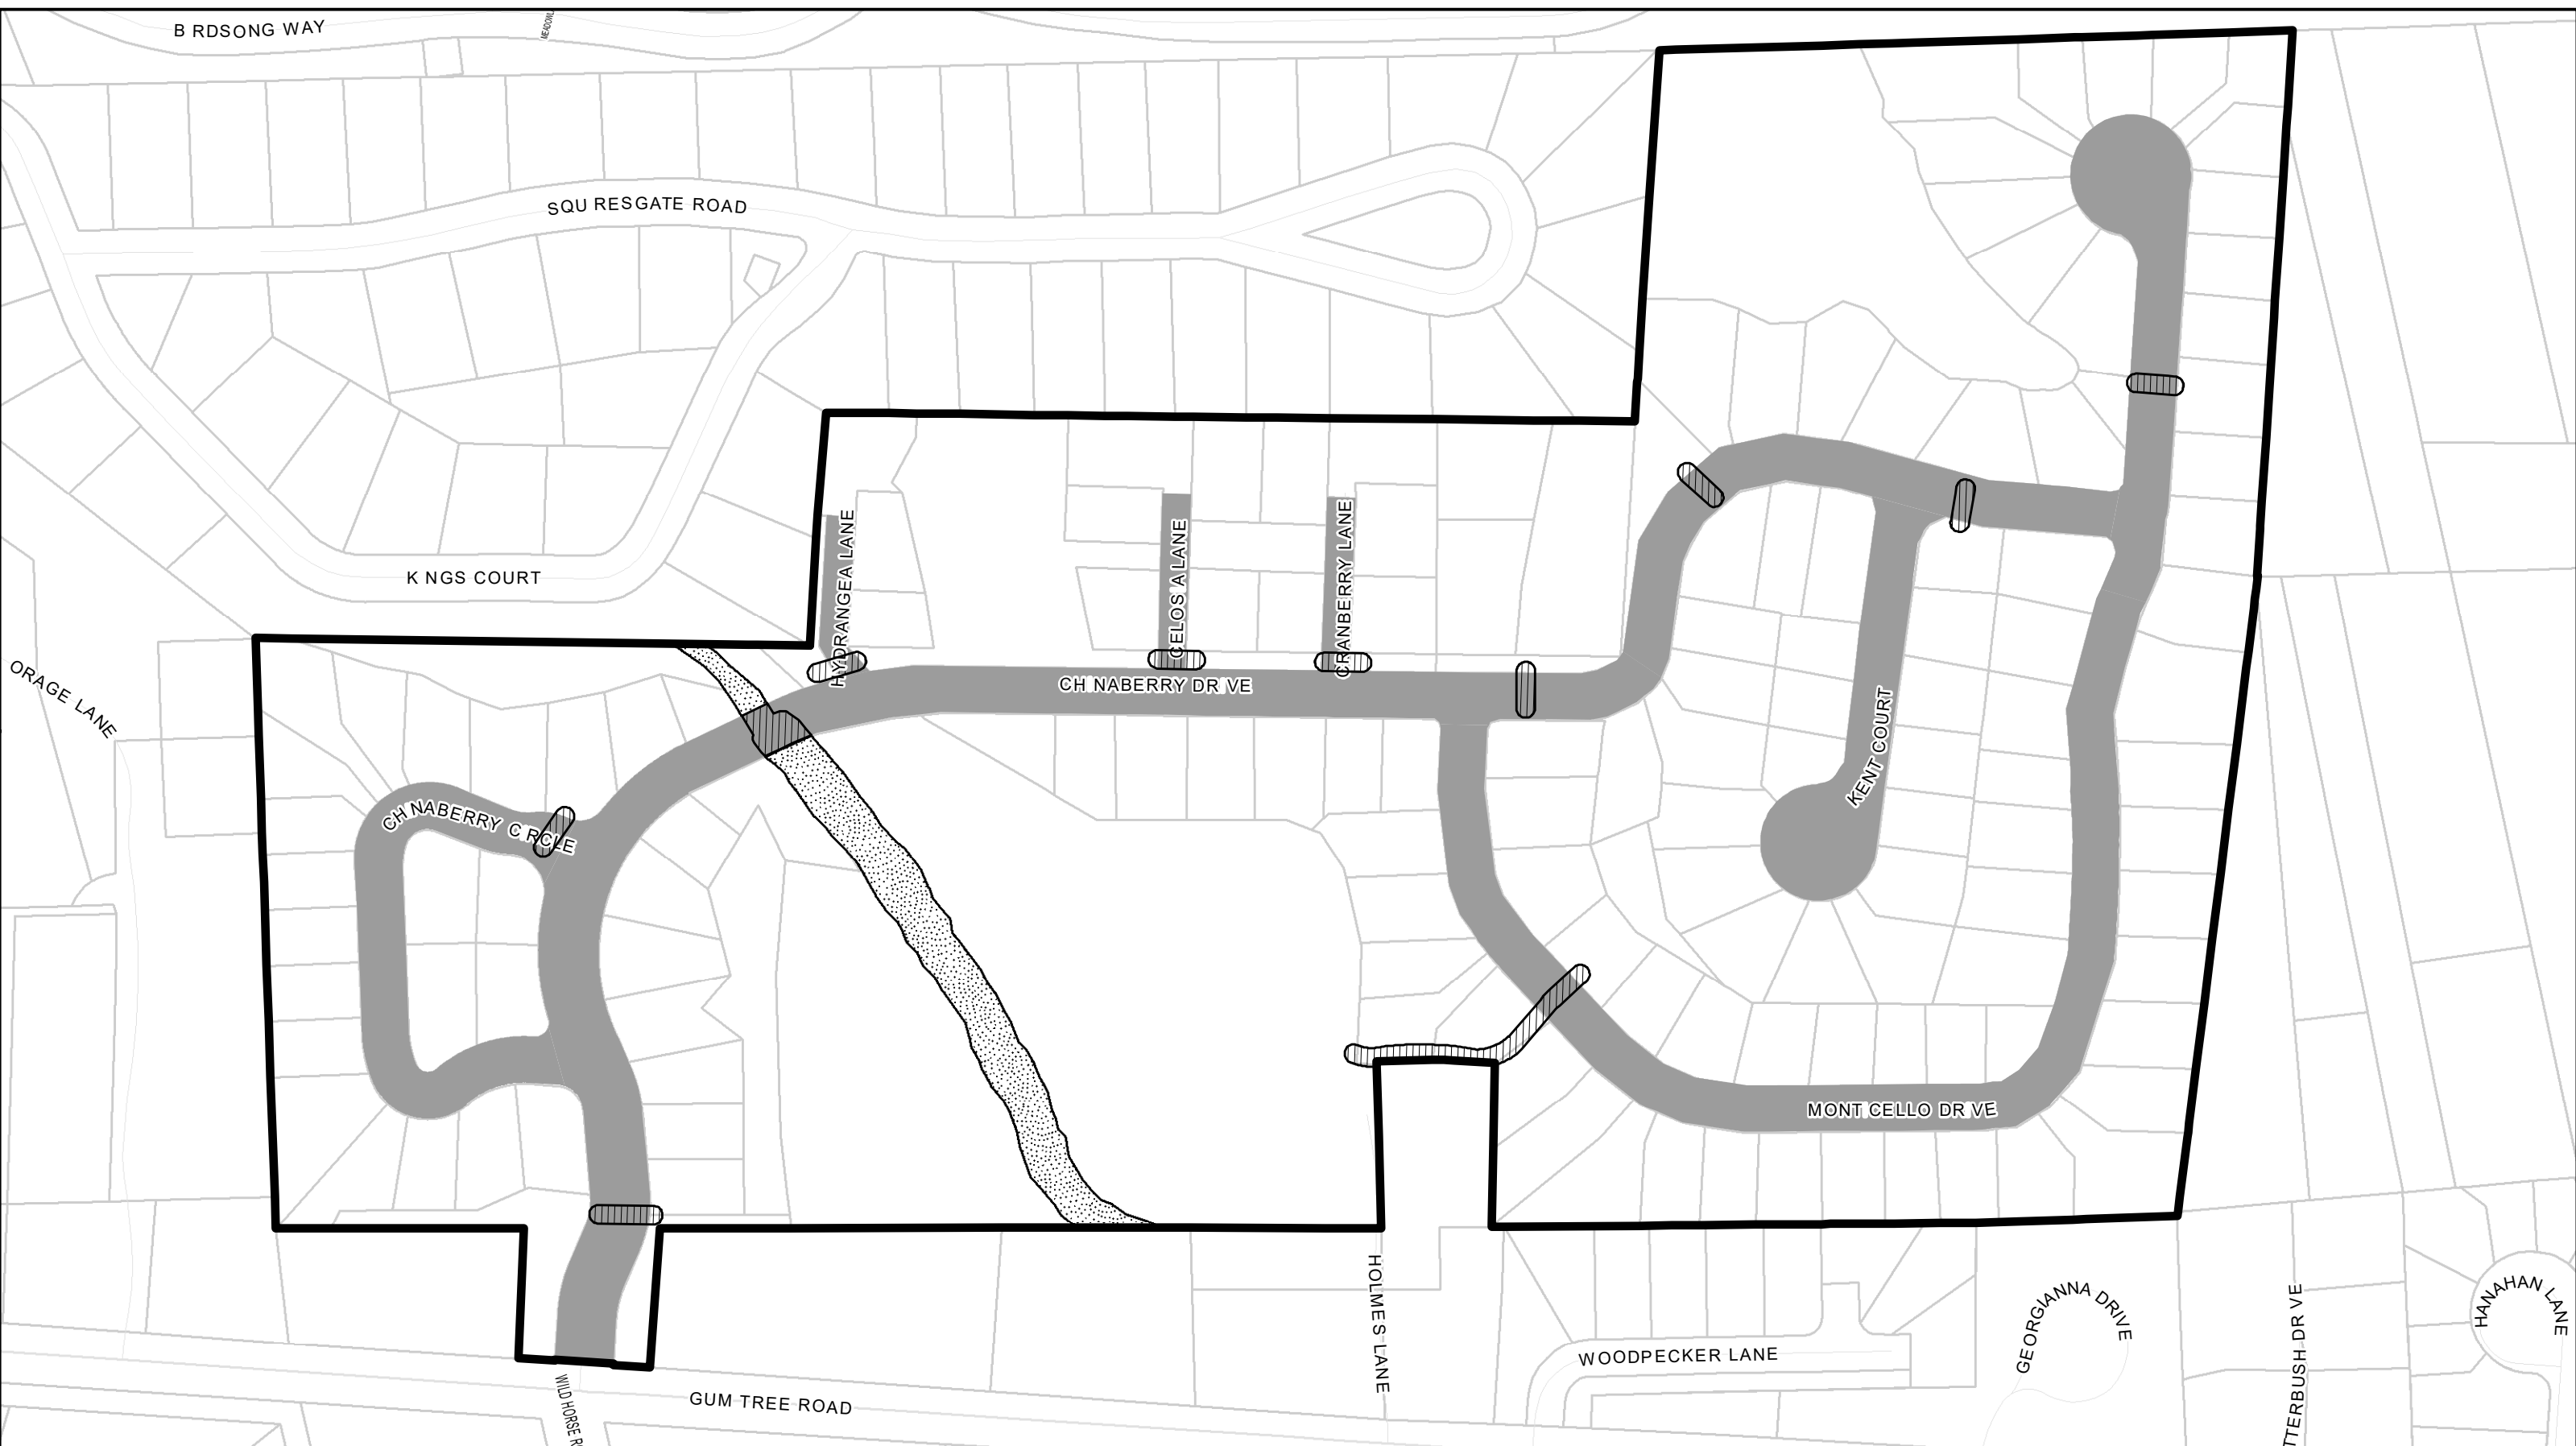 B RDSONG WAY
MEADOWL
SQU RESGATE ROAD
K NGS COURT
ORAGE LANE
HYDRANGEA LANE
CELOS A LANE
CRANBERRY LANE
CH NABERRY DR VE
KENT COURT
CH NABERRY C RCLE
MONT CELLO DR VE
HOLMES LANE
WOODPECKER LANE
GEORGIANNA DRIVE
TTERBUSH DR VE
HANAHAN LANE
GUM TREE ROAD
WILD HORSE R